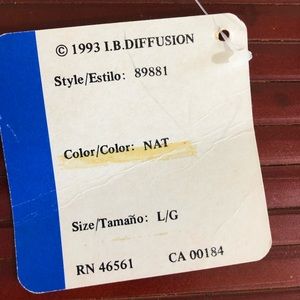 © 1993 I.B.DIFFUSION
Style/Estilo: 89881
Color/Color: NAT
Size/Tamaño: L/G
RN 46561 CA 00184